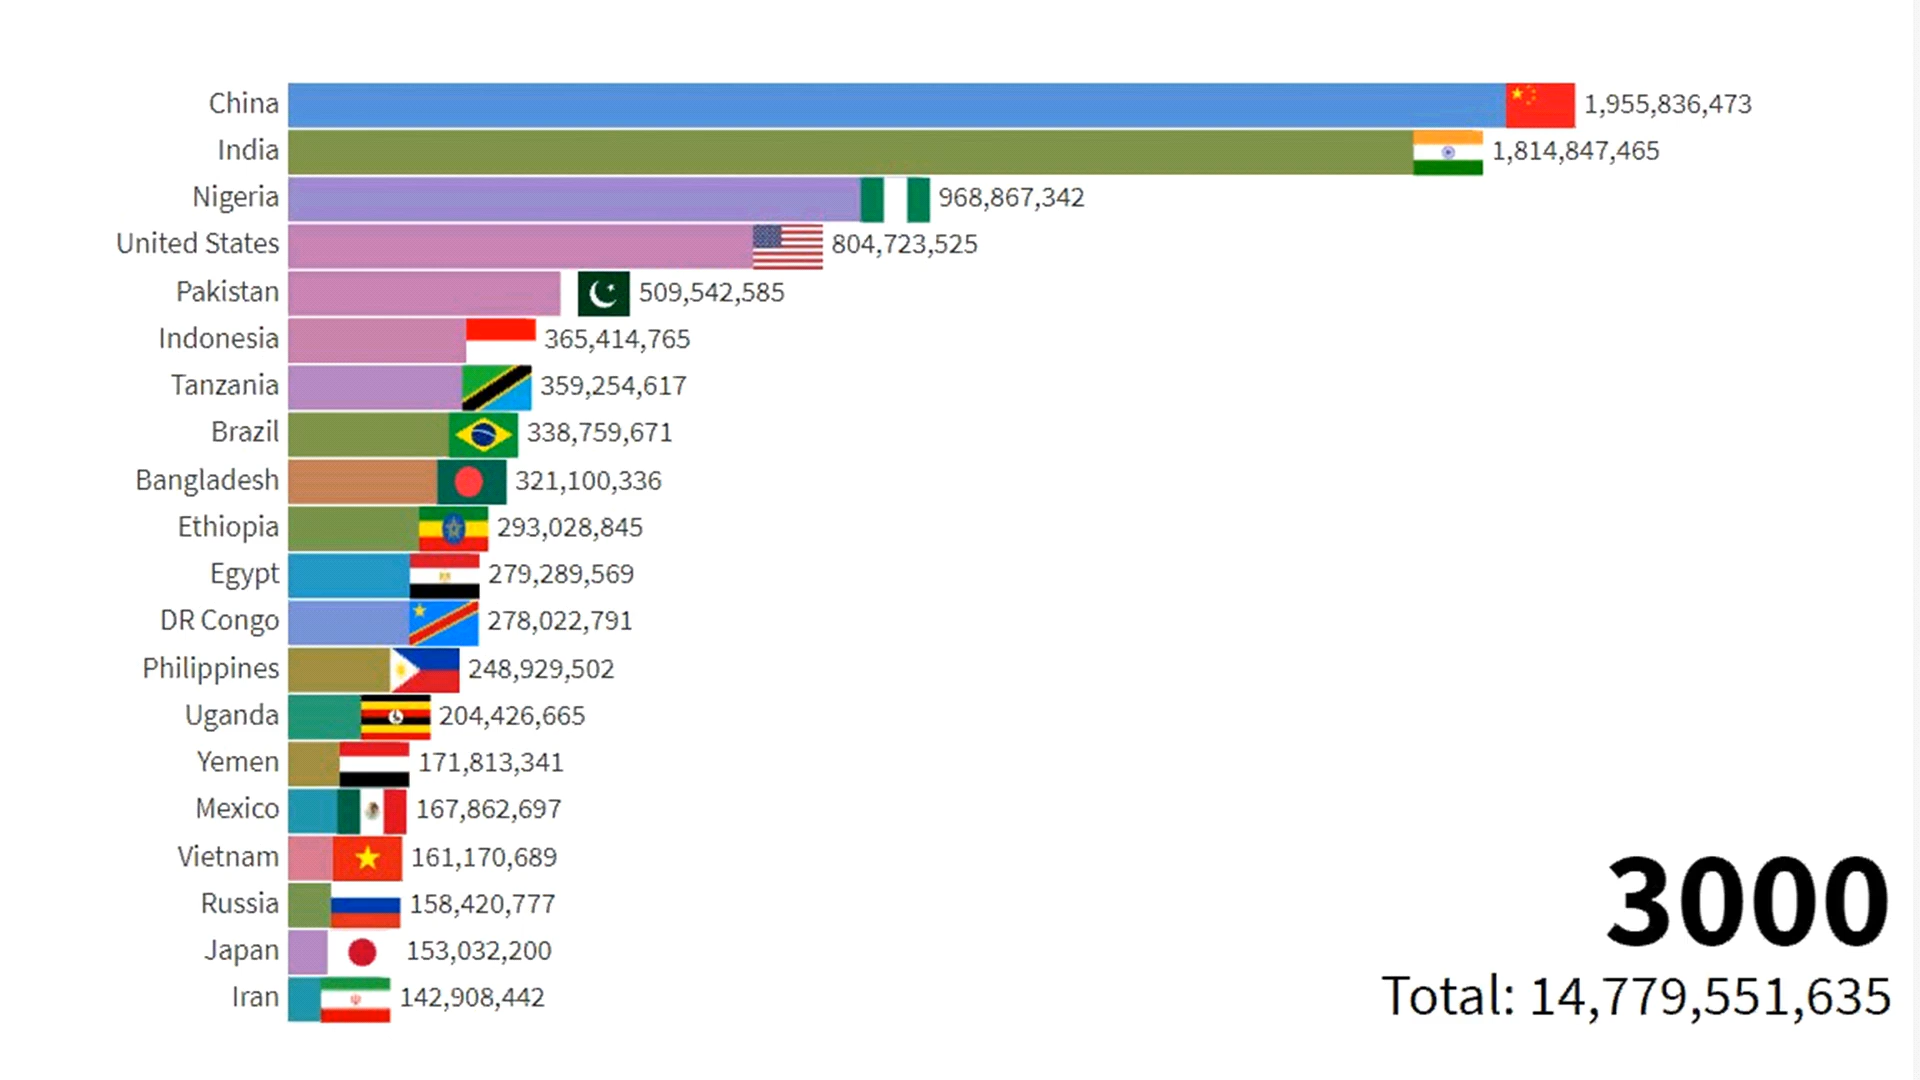 China 1,955,836,473
India 1,814,847,465
Nigeria 968,867,342
United States 804,723,525
Pakistan 509,542,585
Indonesia 365,414,765
Tanzania 359,254,617
Brazil 338,759,671
Bangladesh 321,100,336
Ethiopia 293,028,845
Egypt 279,289,569
DR Congo 278,022,791
Philippines 248,929,502
Uganda 204,426,665
Yemen 171,813,341
Mexico 167,862,697
Vietnam 161,170,689
Russia 158,420,777
Japan 153,032,200
Iran 142,908,442
3000
Total: 14,779,551,635